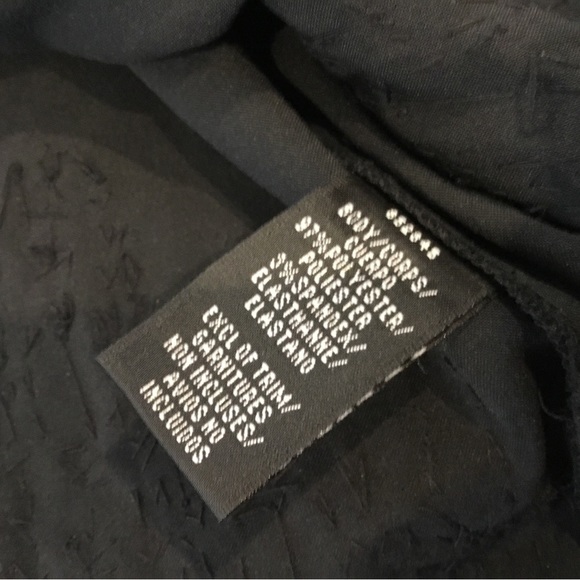 BODY/CORPS/
CUERPO
97%POLYESTER/
POLIESTER
3%SPANDEX/
ELASTHANNE/
ELASTANO
EXCL OF TRIM/
GARNITURES
NON INCLUSES/
AVIOS NO
INCLUIDOS